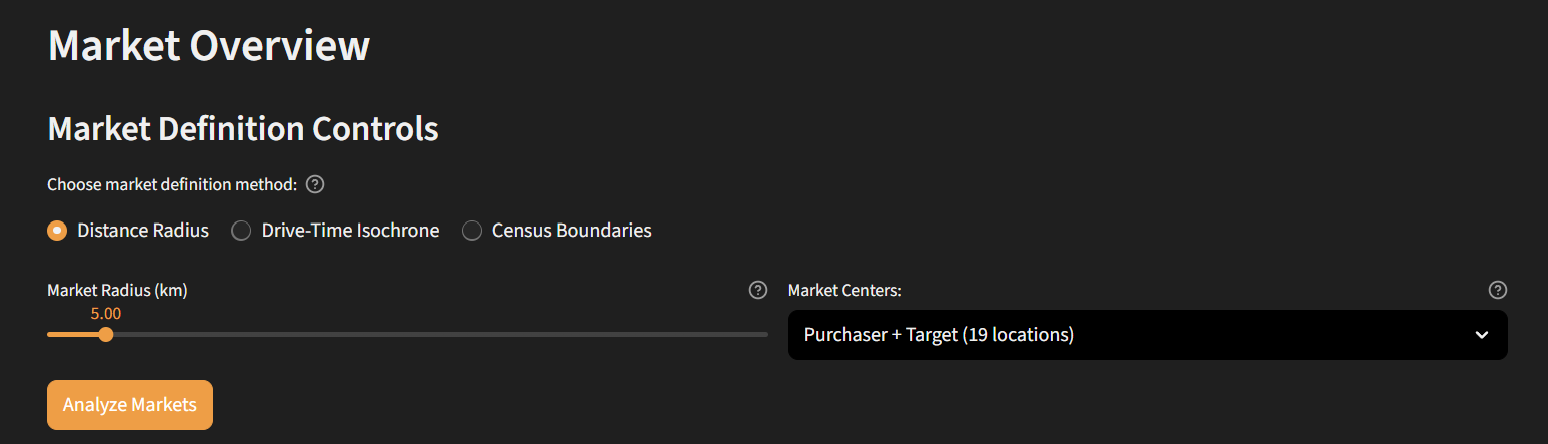 Market Overview
Market Definition Controls
Choose market definition method: ?
Distance Radius Drive-Time Isochrone Census Boundaries
Market Radius (km) ?
5.00
Market Centers: ?
Purchaser + Target (19 locations)
Analyze Markets